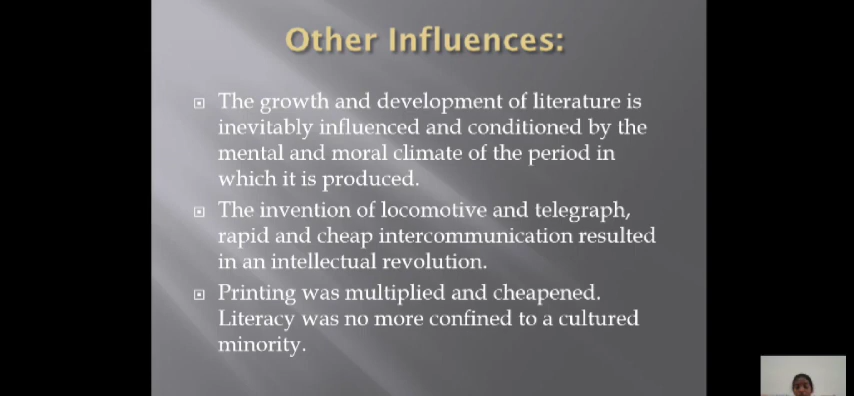 Other Influences:
The growth and development of literature is
inevitably influenced and conditioned by the
mental and moral climate of the period in
which it is produced.
The invention of locomotive and telegraph,
rapid and cheap intercommunication resulted
in an intellectual revolution.
Printing was multiplied and cheapened.
Literacy was no more confined to a cultured
minority.